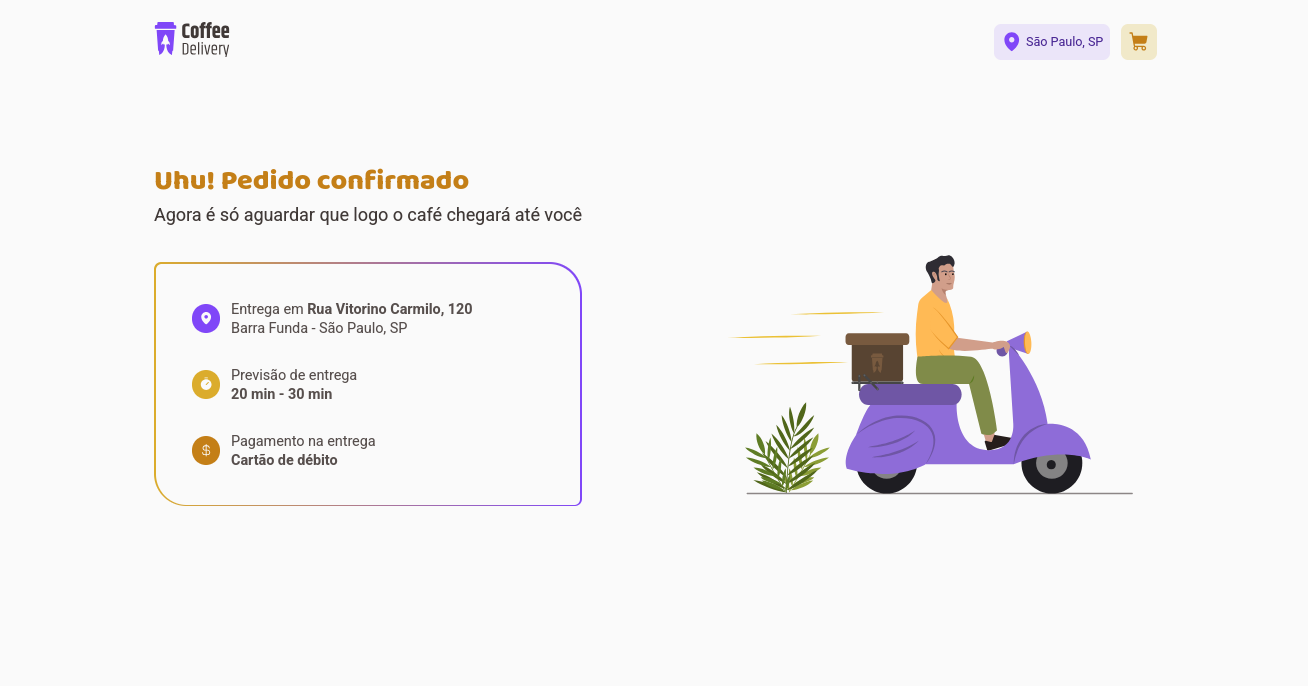 Coffee
Delivery
São Paulo, SP
Uhu! Pedido confirmado
Agora é só aguardar que logo o café chegará até você
Entrega em Rua Vitorino Carmilo, 120
Barra Funda - São Paulo, SP
Previsão de entrega
20 min - 30 min
Pagamento na entrega
Cartão de débito